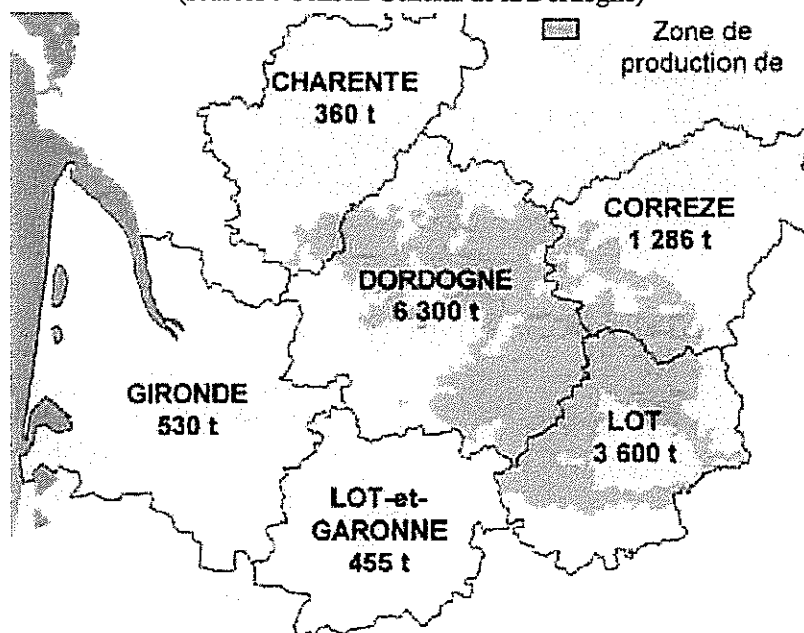 Zone de
production de
CHARENTE
360 t
CORREZE
1 286 t
DORDOGNE
6 300 t
GIRONDE
530 t
LOT
3 600 t
LOT-et-
GARONNE
455 t